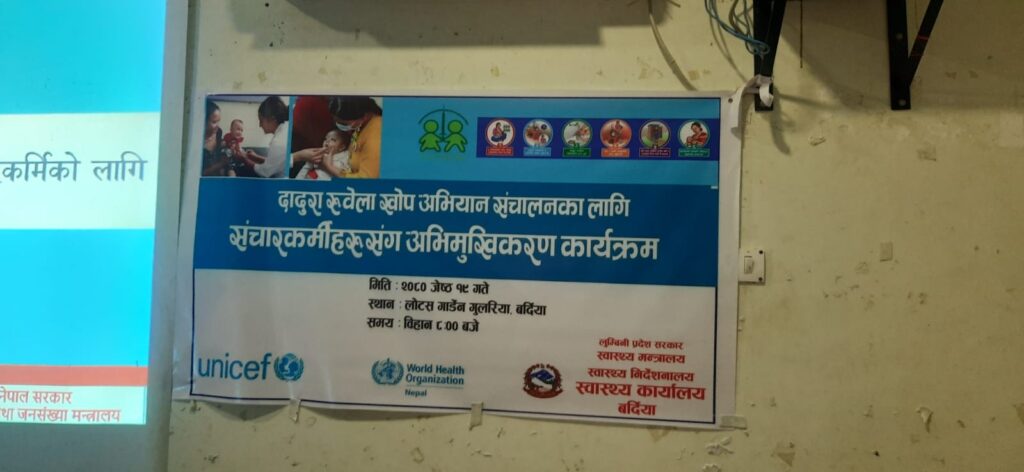 कर्मिको लागि
नेपाल सरकार
था जनसंख्या मन्त्रालय
दादुरा रुवेला खोप अभियान संचालनका लागि
संचारकर्मीहरुसंग अभिमुखिकरण कार्यक्रम
मिति : २०८० जेष्ठ १९ गते
स्थान : लोटस गार्डेन गुलरिया, बर्दिया
समय : विहान ८:00 बजे
unicef
World Health
Organization
Nepal
लुम्बिनी प्रदेश सरकार
स्वास्थ्य मन्त्रालय
स्वास्थ्य निर्देशनालय
स्वास्थ्य कार्यालय
बर्दिया